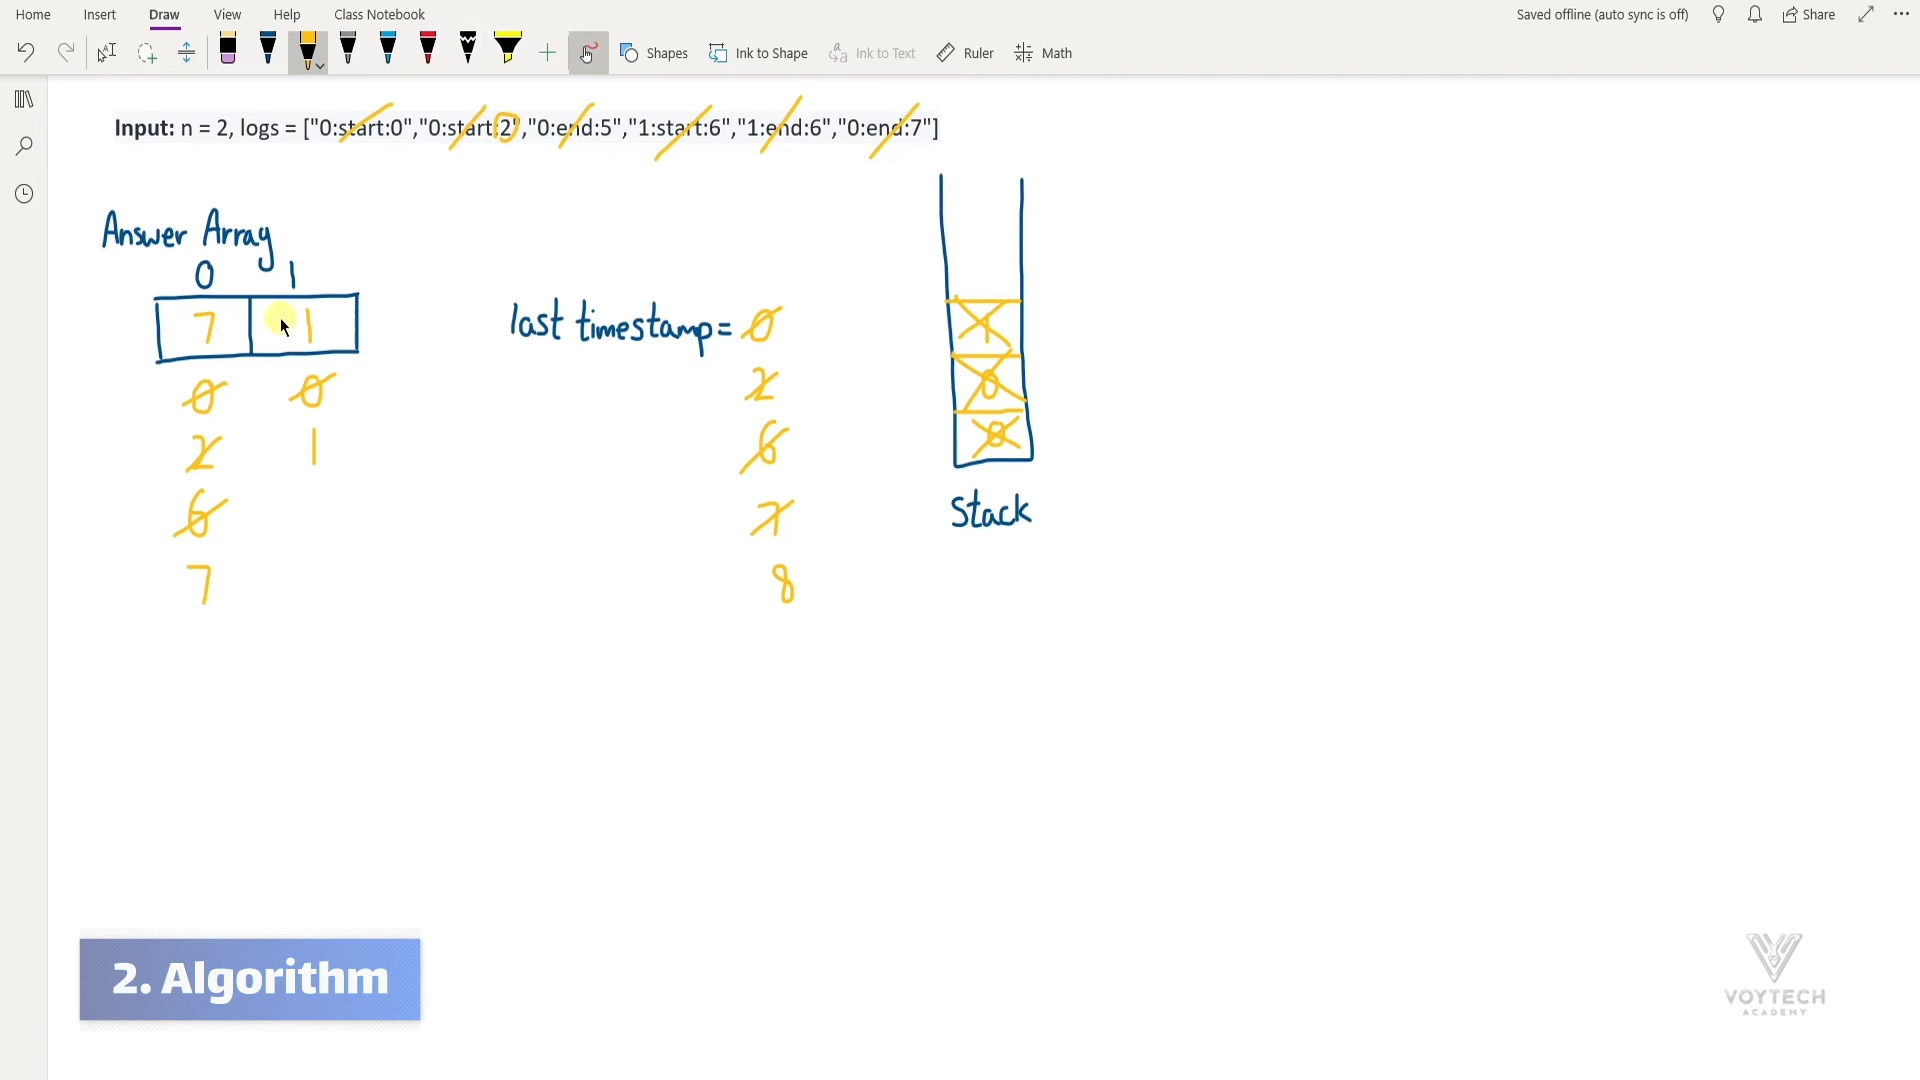 Home Insert Draw View Help Class Notebook Saved offline (auto sync is off) Share
Shapes Ink to Shape Ink to Text Ruler Math
Input: n = 2, logs = ["0:start:0","0:start:2","0:end:5","1:start:6","1:end:6","0:end:7"]
0
Answer Array
0 1
7 1
last timestamp = 0
0 0
2 1
6
7
2
6
7
8
1
0
0
Stack
2. Algorithm
VOYTECH
ACADEMY